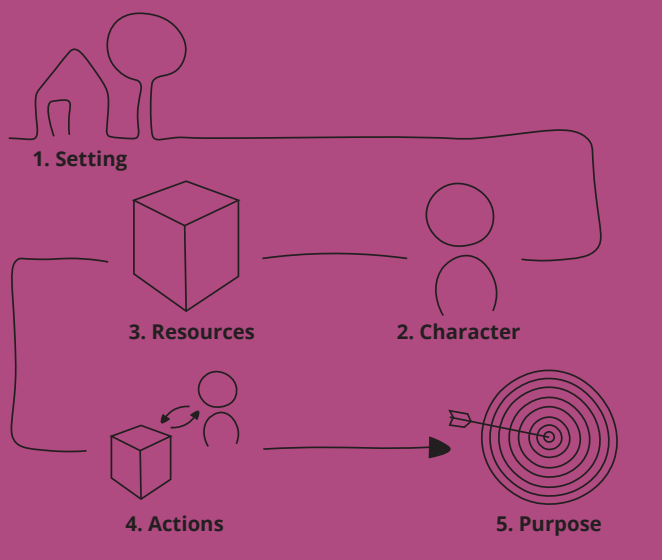 1. Setting
2. Character
3. Resources
4. Actions
5. Purpose